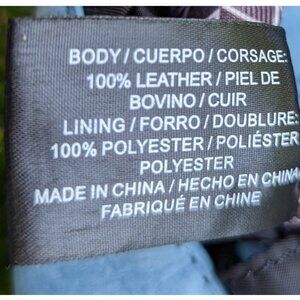 BODY / CUERPO / CORSAGE:
100% LEATHER / PIEL DE
BOVINO / CUIR
LINING / FORRO / DOUBLURE:
100% POLYESTER / POLIÉSTER
POLYESTER
MADE IN CHINA / HECHO EN CHINA
FABRIQUÉ EN CHINE